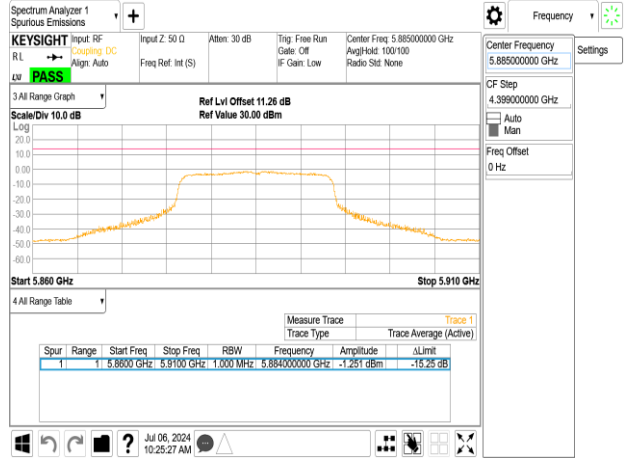 Spectrum Analyzer 1
Spurious Emissions
Frequency
KEYSIGHT Input: RF Input Z: 50 Ω Atten: 30 dB Trig: Free Run Center Freq: 5.885000000 GHz
Coupling: DC Gate: Off Avg|Hold: 100/100
RL Align: Auto Freq Ref: Int (S) IF Gain: Low Radio Std: None
LXI PASS
Center Frequency
5.885000000 GHz
Settings
CF Step
4.399000000 GHz
Auto
Man
Freq Offset
0 Hz
3 All Range Graph
Ref Lvl Offset 11.26 dB
Scale/Div 10.0 dB Ref Value 30.00 dBm
Log
20.0
10.0
0.00
-10.0
-20.0
-30.0
-40.0
-50.0
-60.0
Start 5.860 GHz Stop 5.910 GHz
4 All Range Table
Measure Trace Trace 1
Trace Type Trace Average (Active)
Spur Range Start Freq Stop Freq RBW Frequency Amplitude ΔLimit
1 1 5.8600 GHz 5.9100 GHz 1.000 MHz 5.884000000 GHz -1.251 dBm -15.25 dB
?
Jul 06, 2024
10:25:27 AM